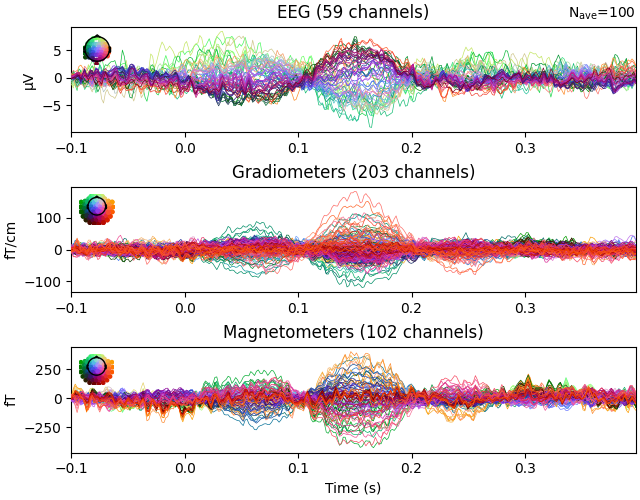 EEG (59 channels)
Nave=100
5
0
−5
µV
−0.1 0.0 0.1 0.2 0.3
Gradiometers (203 channels)
100
0
−100
fT/cm
−0.1 0.0 0.1 0.2 0.3
Magnetometers (102 channels)
250
0
−250
fT
−0.1 0.0 0.1 0.2 0.3
Time (s)